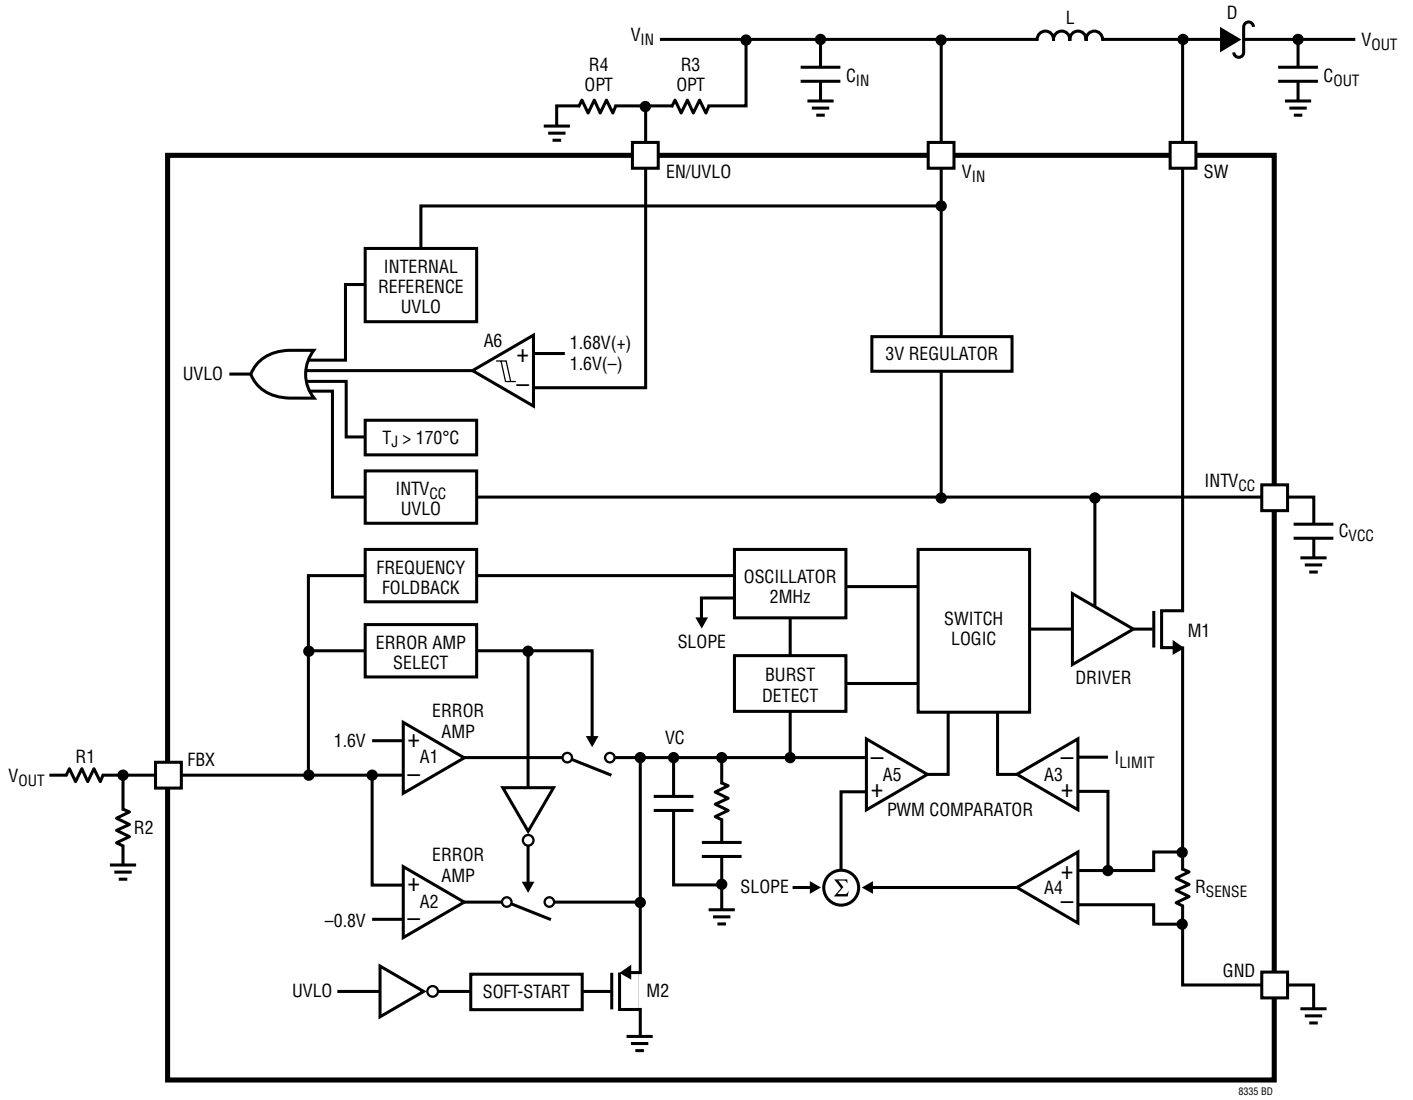 L
D
VIN
VOUT
R4
OPT
R3
OPT
CIN
COUT
EN/UVLO
VIN
SW
INTERNAL
REFERENCE
UVLO
A6
+
–
1.68V(+)
1.6V(–)
3V REGULATOR
UVLO
TJ > 170°C
INTVCC
UVLO
INTVCC
CVCC
FREQUENCY
FOLDBACK
OSCILLATOR
2MHz
SWITCH
LOGIC
SLOPE
M1
ERROR AMP
SELECT
BURST
DETECT
DRIVER
ERROR
AMP
1.6V
+
A1
–
VC
–
A5
+
PWM COMPARATOR
–
A3
+
ILIMIT
VOUT
R1
FBX
R2
ERROR
AMP
+
A2
–
–0.8V
SLOPE
Σ
+
A4
–
RSENSE
GND
UVLO
SOFT-START
M2
8335 BD